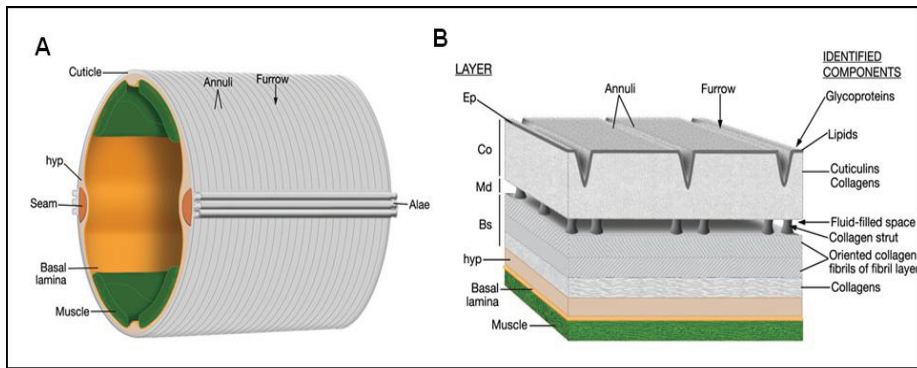 A
Cuticle
Annuli
Furrow
hyp
Seam
Alae
Basal
lamina
Muscle
B
LAYER
IDENTIFIED
COMPONENTS
Ep
Annuli
Furrow
Glycoproteins
Lipids
Co
Cuticulins
Collagens
Md
Fluid-filled space
Bs
Collagen strut
Oriented collagen
fibrils of fibril layer
hyp
Collagens
Basal
lamina
Muscle